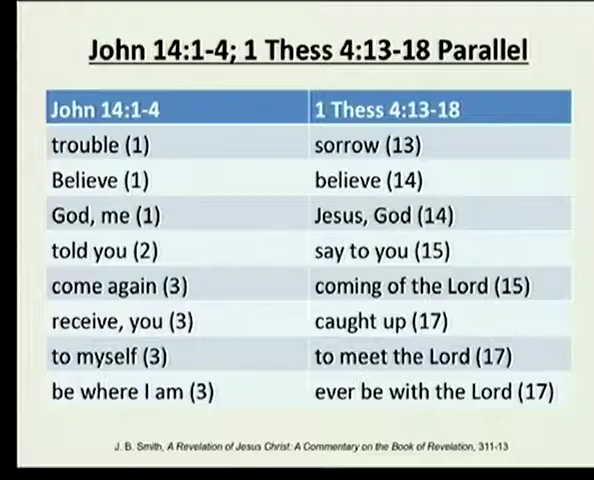 John 14:1-4; 1 Thess 4:13-18 Parallel
John 14:1-4 1 Thess 4:13-18
trouble (1) sorrow (13)
Believe (1) believe (14)
God, me (1) Jesus, God (14)
told you (2) say to you (15)
come again (3) coming of the Lord (15)
receive, you (3) caught up (17)
to myself (3) to meet the Lord (17)
be where I am (3) ever be with the Lord (17)
J. B. Smith, A Revelation of Jesus Christ: A Commentary on the Book of Revelation, 311-13